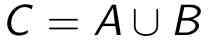 C = A ∪ B